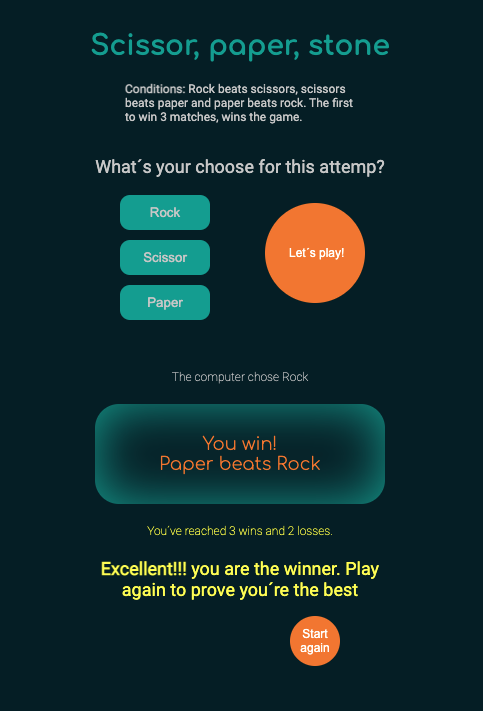 Scissor, paper, stone
Conditions: Rock beats scissors, scissors
beats paper and paper beats rock. The first
to win 3 matches, wins the game.
What´s your choose for this attemp?
Rock
Let´s play!
Scissor
Paper
The computer chose Rock
You win!
Paper beats Rock
You´ve reached 3 wins and 2 losses.
Excellent!!! you are the winner. Play
again to prove you´re the best
Start
again